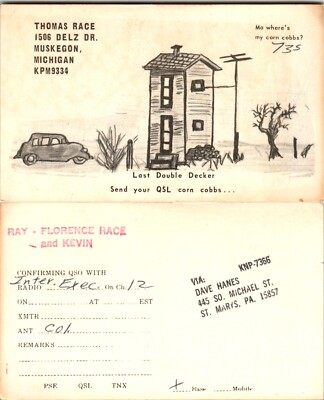 THOMAS RACE
1506 DELZ DR.
MUSKEGON,
MICHIGAN
KPM9334
Ma where's
my corn cobbs?
73s
Last Double Decker
Send your QSL corn cobbs...
RAY - FLORENCE RACE
and KEVIN
CONFIRMING QSO WITH
RADIO Inter. Exec. On Ch. 12
ON AT EST
XMTR
ANT Col.
REMARKS
PSE QSL TNX
KNP-7366
VIA:
DAVE HANES
445 SO. MICHAEL ST.
ST. MARYS, PA. 15857
+ Base Mobile